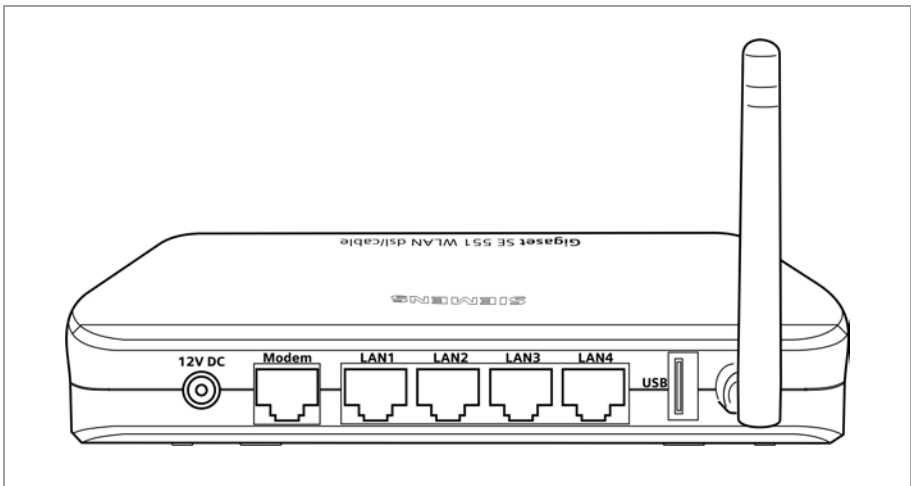 Gigaset SE 551 WLAN dsl/cable
SIEMENS
12V DC
Modem
LAN1
LAN2
LAN3
LAN4
USB